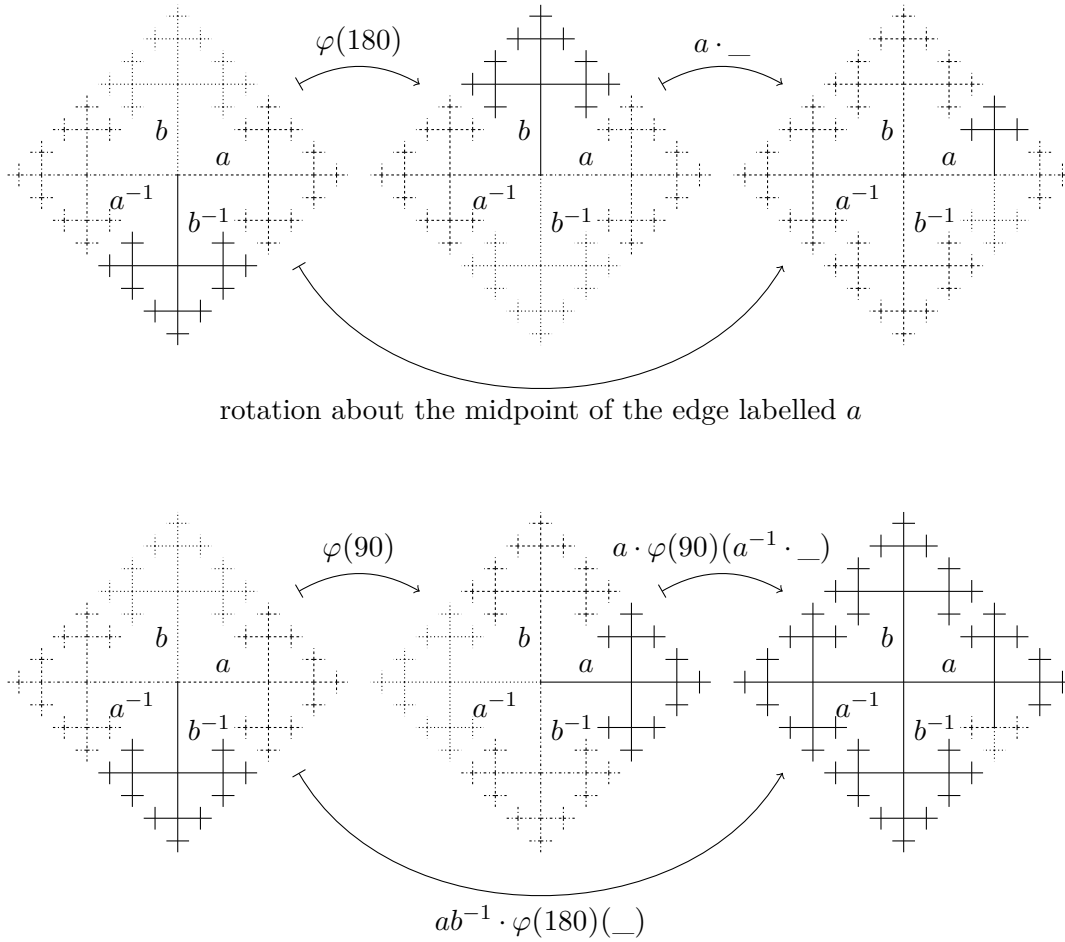 φ(180)
a · _
b
a
a⁻¹
b⁻¹
b
a
a⁻¹
b⁻¹
b
a
a⁻¹
b⁻¹
rotation about the midpoint of the edge labelled a
φ(90)
a · φ(90)(a⁻¹ · _)
b
a
a⁻¹
b⁻¹
b
a
a⁻¹
b⁻¹
b
a
a⁻¹
b⁻¹
ab⁻¹ · φ(180)(_)